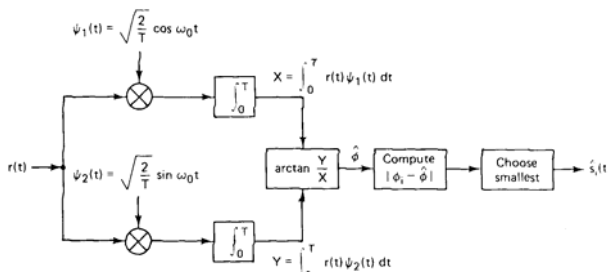 ψ₁(t) = √(2/T) cos ω₀t
X = ∫₀ᵀ r(t)ψ₁(t) dt
∫₀ᵀ
r(t)
ψ₂(t) = √(2/T) sin ω₀t
arctan Y/X
φ̂
Compute
|φᵢ − φ̂|
Choose
smallest
ŝᵢ(t
∫₀ᵀ
Y = ∫₀ᵀ r(t)ψ₂(t) dt